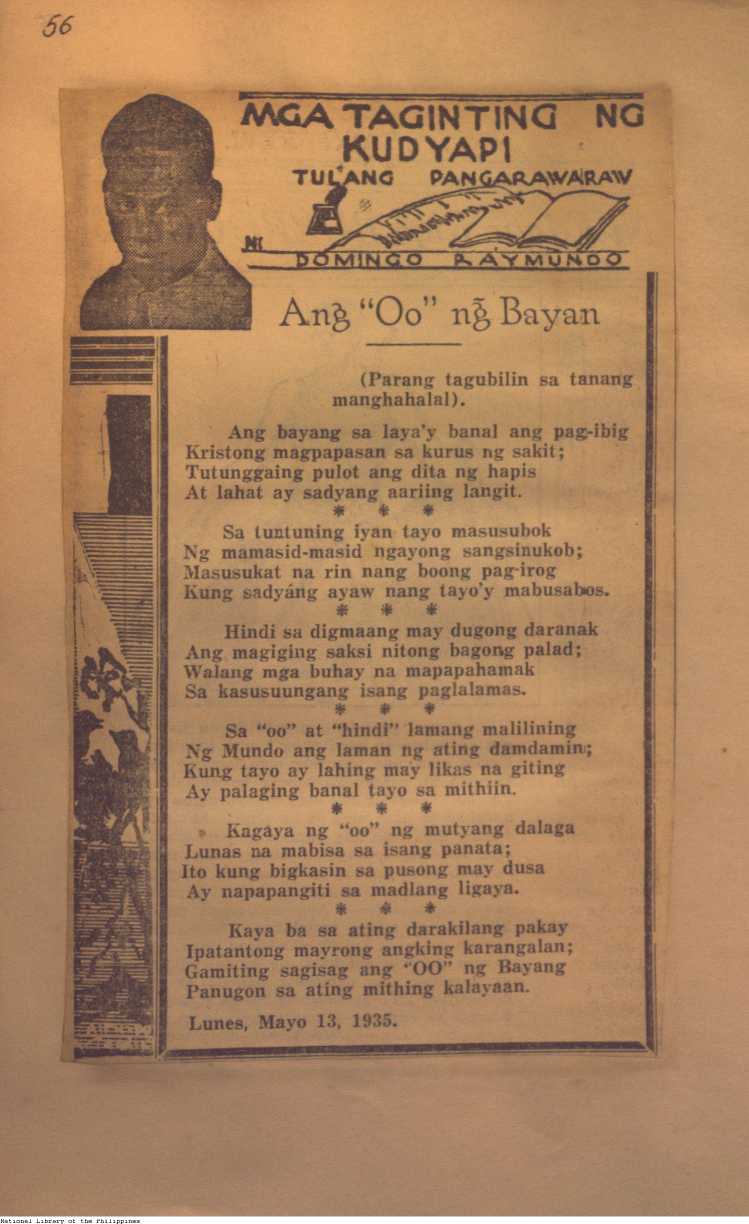 56
MGA TAGINTING NG
KUDYAPI
TUL'ANG PANGARAWARAW
NI
DOMINGO RAYMUNDO
Ang̃ “Oo” ng̃ Bayan
(Parang tagubilin sa tanang
manghahalal).
Ang bayang sa laya'y banal ang pag-ibig
Kristong magpapasan sa kurus ng sakit;
Tutunggaing pulot ang dita ng hapis
At lahat ay sadyang aariing langit.
* * *
Sa tuntuning iyan tayo masusubok
Ng mamasid-masid ngayong sangsinukob;
Masusukat na rin nang boong pag-irog
Kung sadyáng ayaw nang tayo'y mabusabos.
* * *
Hindi sa digmaang may dugong daranak
Ang magiging saksi nitong bagong palad;
Walang mga buhay na mapapahamak
Sa kasusuungang isang paglalamas.
* * *
Sa “oo” at “hindi” lamang malilining
Ng Mundo ang laman ng ating damdamin;
Kung tayo ay lahing may likas na giting
Ay palaging banal tayo sa mithiin.
* * *
Kagaya ng “oo” ng mutyang dalaga
Lunas na mabisa sa isang panata;
Ito kung bigkasin sa pusong may dusa
Ay napapangiti sa madlang ligaya.
* * *
Kaya ba sa ating darakilang pakay
Ipatantong mayrong angking karangalan;
Gamiting sagisag ang “OO” ng Bayang
Panugon sa ating mithing kalayaan.
Lunes, Mayo 13, 1935.
National Library of the Philippines